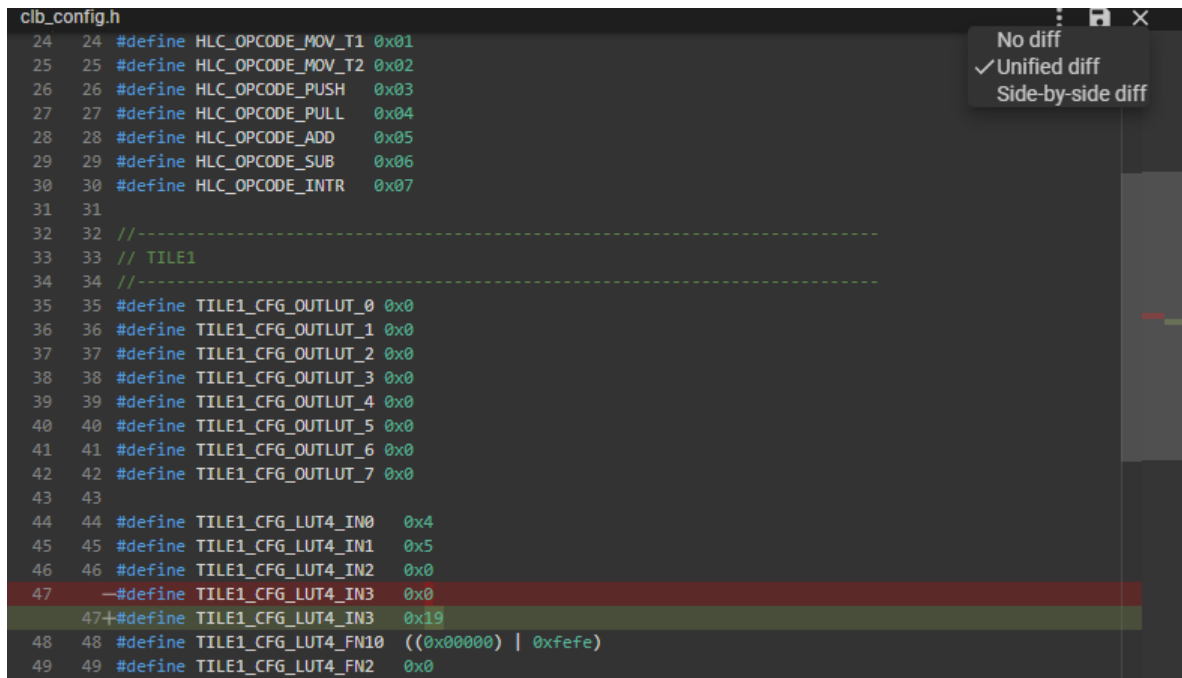 clb_config.h
No diff
✓Unified diff
Side-by-side diff
24 24 #define HLC_OPCODE_MOV_T1 0x01
25 25 #define HLC_OPCODE_MOV_T2 0x02
26 26 #define HLC_OPCODE_PUSH 0x03
27 27 #define HLC_OPCODE_PULL 0x04
28 28 #define HLC_OPCODE_ADD 0x05
29 29 #define HLC_OPCODE_SUB 0x06
30 30 #define HLC_OPCODE_INTR 0x07
31 31
32 32 //---------------------------------------------------------------------------
33 33 // TILE1
34 34 //---------------------------------------------------------------------------
35 35 #define TILE1_CFG_OUTLUT_0 0x0
36 36 #define TILE1_CFG_OUTLUT_1 0x0
37 37 #define TILE1_CFG_OUTLUT_2 0x0
38 38 #define TILE1_CFG_OUTLUT_3 0x0
39 39 #define TILE1_CFG_OUTLUT_4 0x0
40 40 #define TILE1_CFG_OUTLUT_5 0x0
41 41 #define TILE1_CFG_OUTLUT_6 0x0
42 42 #define TILE1_CFG_OUTLUT_7 0x0
43 43
44 44 #define TILE1_CFG_LUT4_IN0 0x4
45 45 #define TILE1_CFG_LUT4_IN1 0x5
46 46 #define TILE1_CFG_LUT4_IN2 0x0
47 —#define TILE1_CFG_LUT4_IN3 0x0
47+#define TILE1_CFG_LUT4_IN3 0x19
48 48 #define TILE1_CFG_LUT4_FN10 ((0x00000) | 0xfefe)
49 49 #define TILE1_CFG_LUT4_FN2 0x0